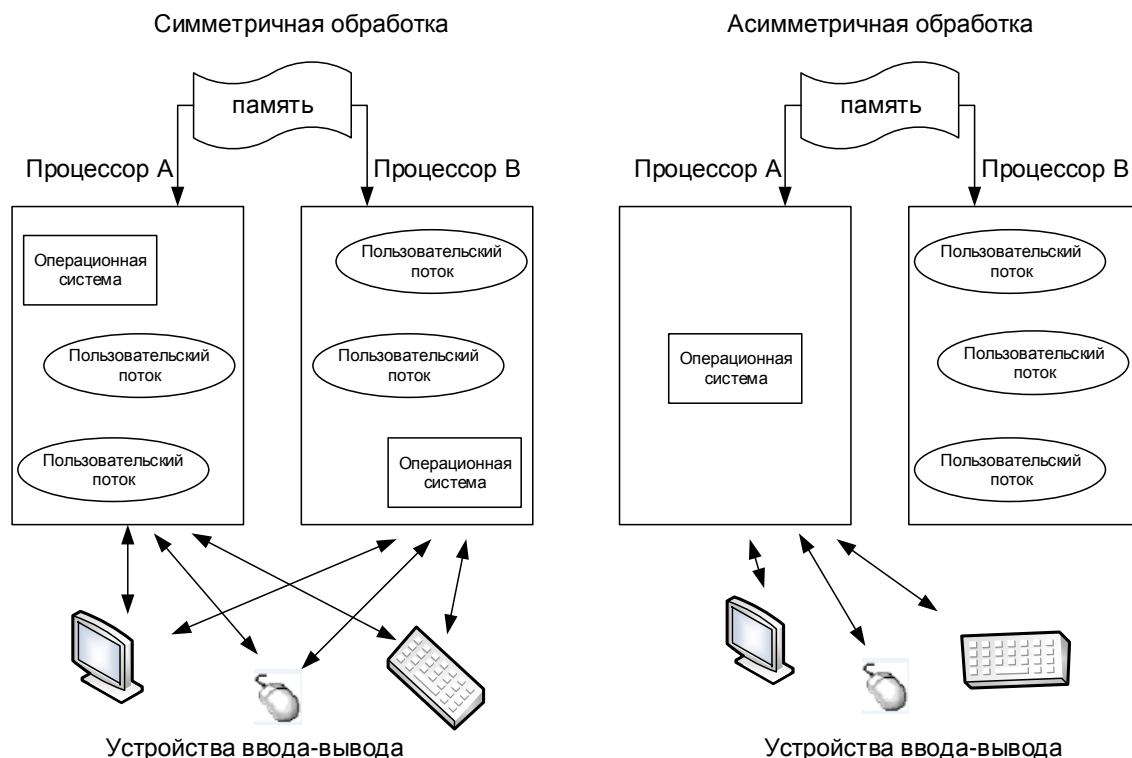 Симметричная обработка
память
Процессор А
Процессор В
Операционная
система
Пользовательский
поток
Пользовательский
поток
Пользовательский
поток
Пользовательский
поток
Операционная
система
Устройства ввода-вывода
Асимметричная обработка
память
Процессор А
Процессор В
Операционная
система
Пользовательский
поток
Пользовательский
поток
Пользовательский
поток
Устройства ввода-вывода